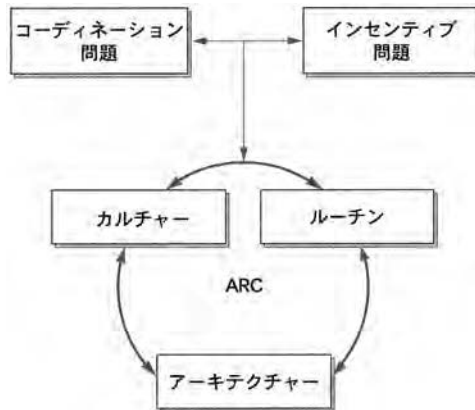 コーディネーション
問題
インセンティブ
問題
カルチャー
ルーチン
ARC
アーキテクチャー